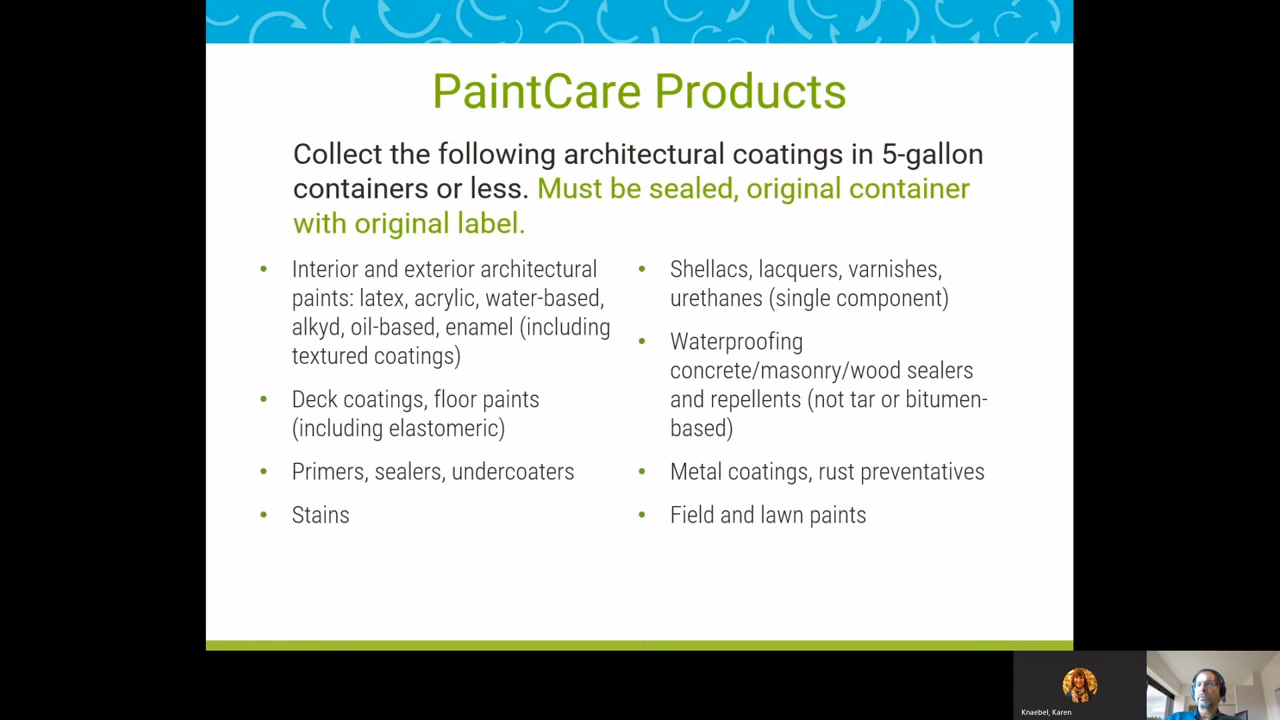 PaintCare Products
Collect the following architectural coatings in 5-gallon
containers or less. Must be sealed, original container
with original label.
• Interior and exterior architectural
paints: latex, acrylic, water-based,
alkyd, oil-based, enamel (including
textured coatings)
• Deck coatings, floor paints
(including elastomeric)
• Primers, sealers, undercoaters
• Stains
• Shellacs, lacquers, varnishes,
urethanes (single component)
• Waterproofing
concrete/masonry/wood sealers
and repellents (not tar or bitumen-
based)
• Metal coatings, rust preventatives
• Field and lawn paints
Knaebel, Karen